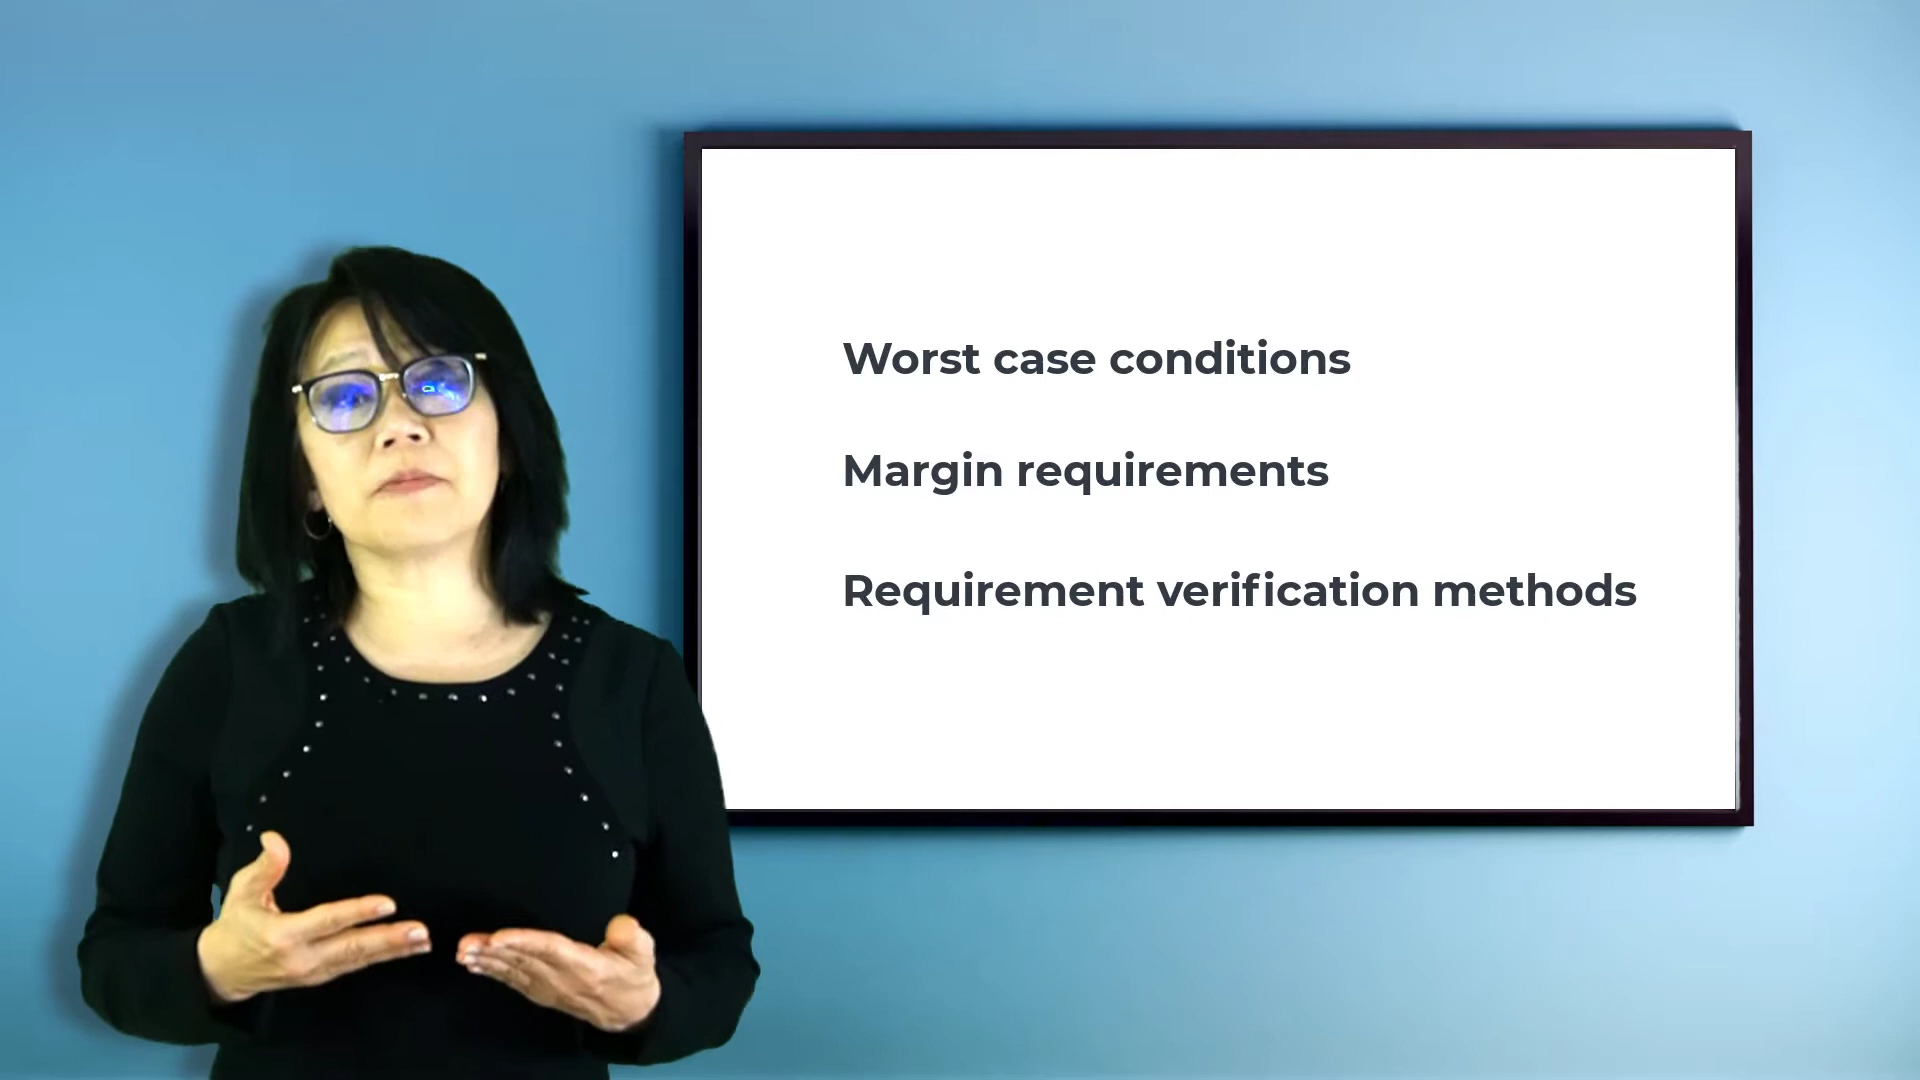 Worst case conditions
Margin requirements
Requirement verification methods